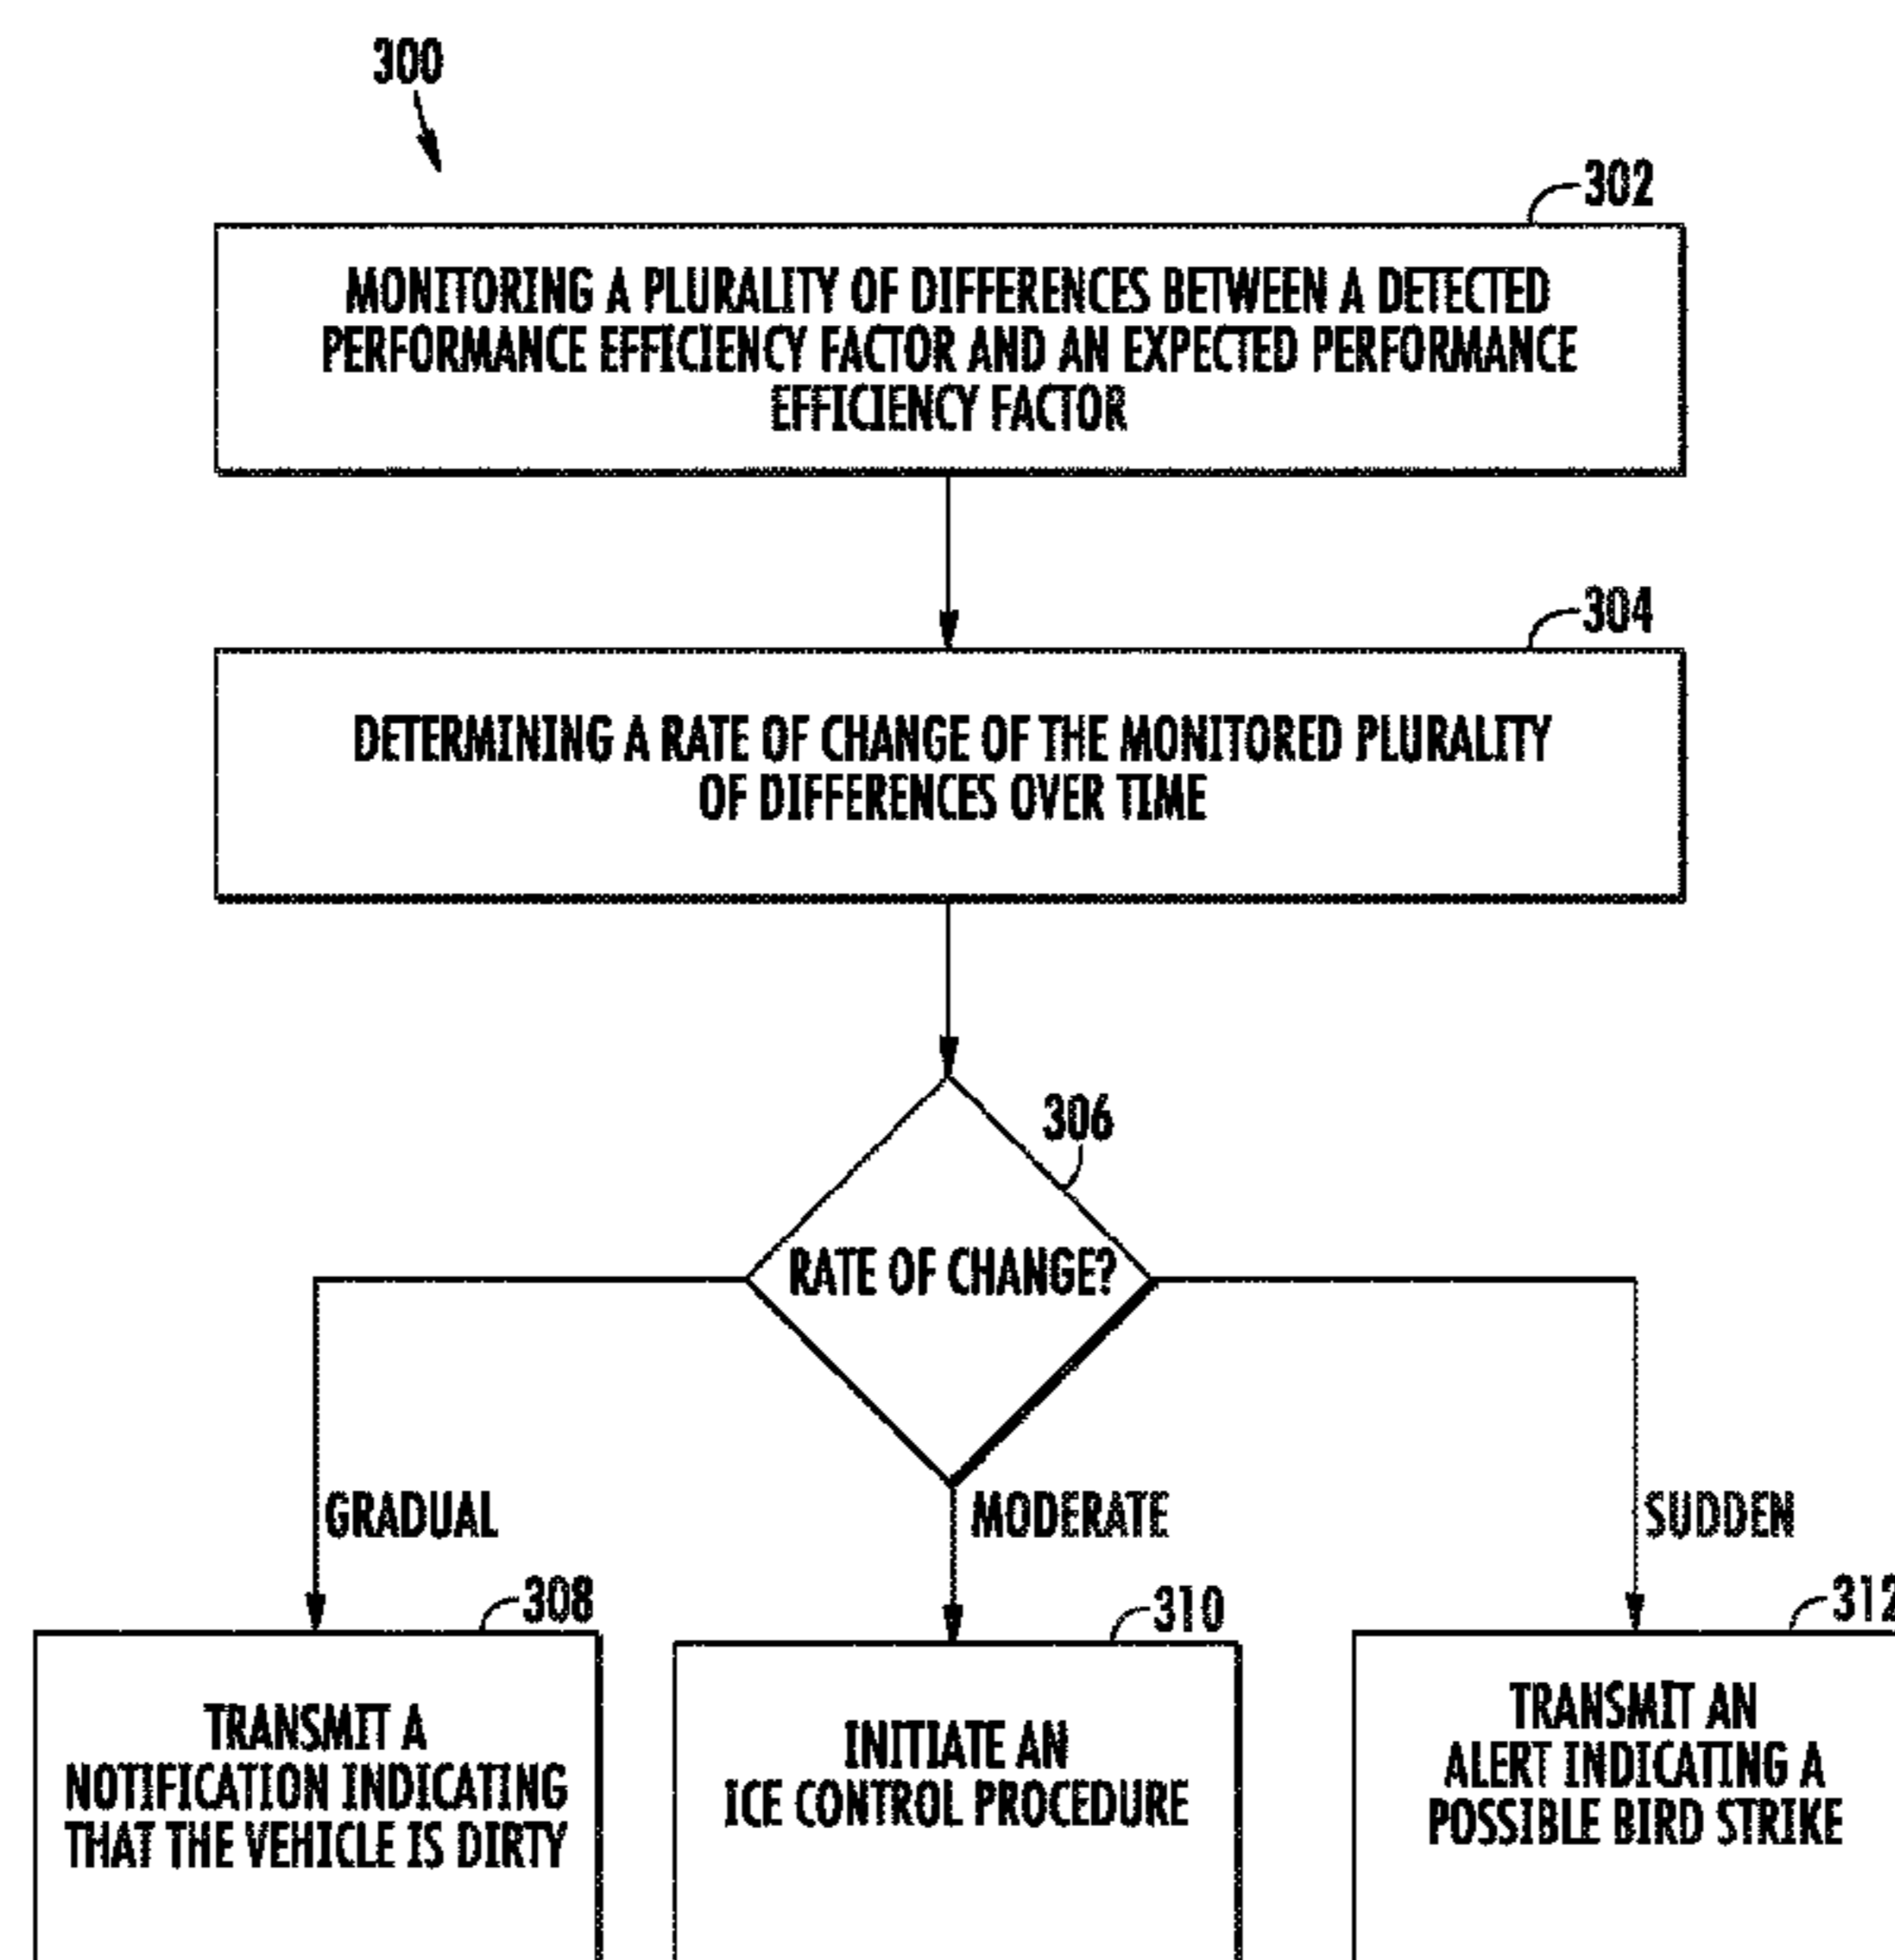 300
302
MONITORING A PLURALITY OF DIFFERENCES BETWEEN A DETECTED
PERFORMANCE EFFICIENCY FACTOR AND AN EXPECTED PERFORMANCE
EFFICIENCY FACTOR
304
DETERMINING A RATE OF CHANGE OF THE MONITORED PLURALITY
OF DIFFERENCES OVER TIME
306
RATE OF CHANGE?
GRADUAL
MODERATE
SUDDEN
308
TRANSMIT A
NOTIFICATION INDICATING
THAT THE VEHICLE IS DIRTY
310
INITIATE AN
ICE CONTROL PROCEDURE
312
TRANSMIT AN
ALERT INDICATING A
POSSIBLE BIRD STRIKE